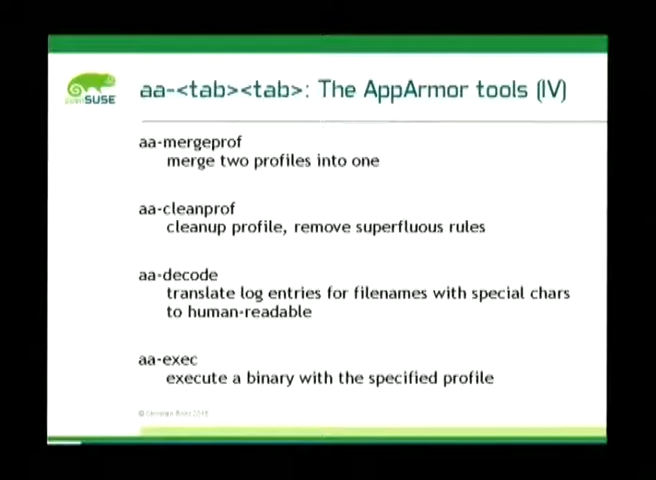 openSUSE
aa-<tab><tab>: The AppArmor tools (IV)
aa-mergeprof
merge two profiles into one
aa-cleanprof
cleanup profile, remove superfluous rules
aa-decode
translate log entries for filenames with special chars
to human-readable
aa-exec
execute a binary with the specified profile